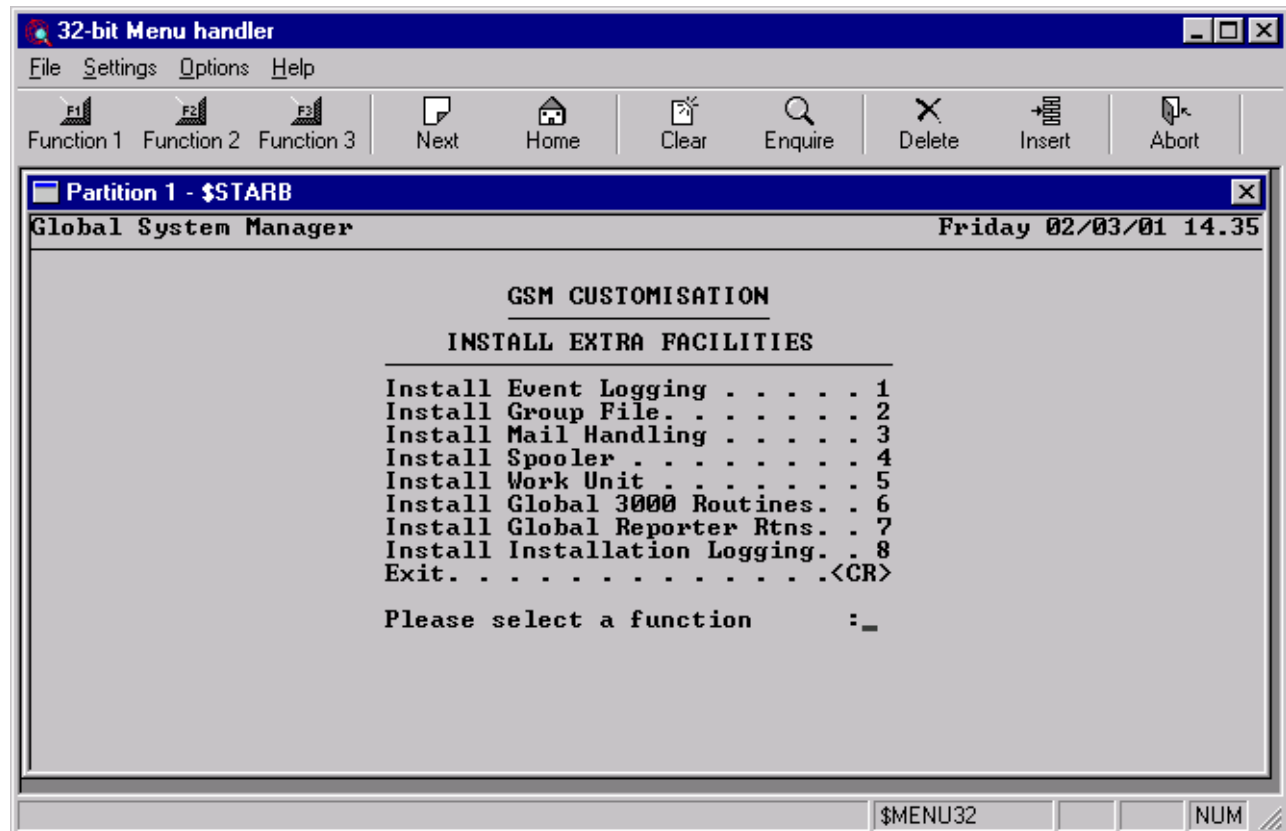 32-bit Menu handler
File Settings Options Help
F1 F2 F3
Function 1 Function 2 Function 3 Next Home Clear Enquire Delete Insert Abort
Partition 1 - $STARB
Global System Manager Friday 02/03/01 14.35
GSM CUSTOMISATION
INSTALL EXTRA FACILITIES
Install Event Logging . . . . . 1
Install Group File. . . . . . . 2
Install Mail Handling . . . . . 3
Install Spooler . . . . . . . . 4
Install Work Unit . . . . . . . 5
Install Global 3000 Routines. . 6
Install Global Reporter Rtns. . 7
Install Installation Logging. . 8
Exit. . . . . . . . . . . . . .<CR>
Please select a function :_
$MENU32 NUM